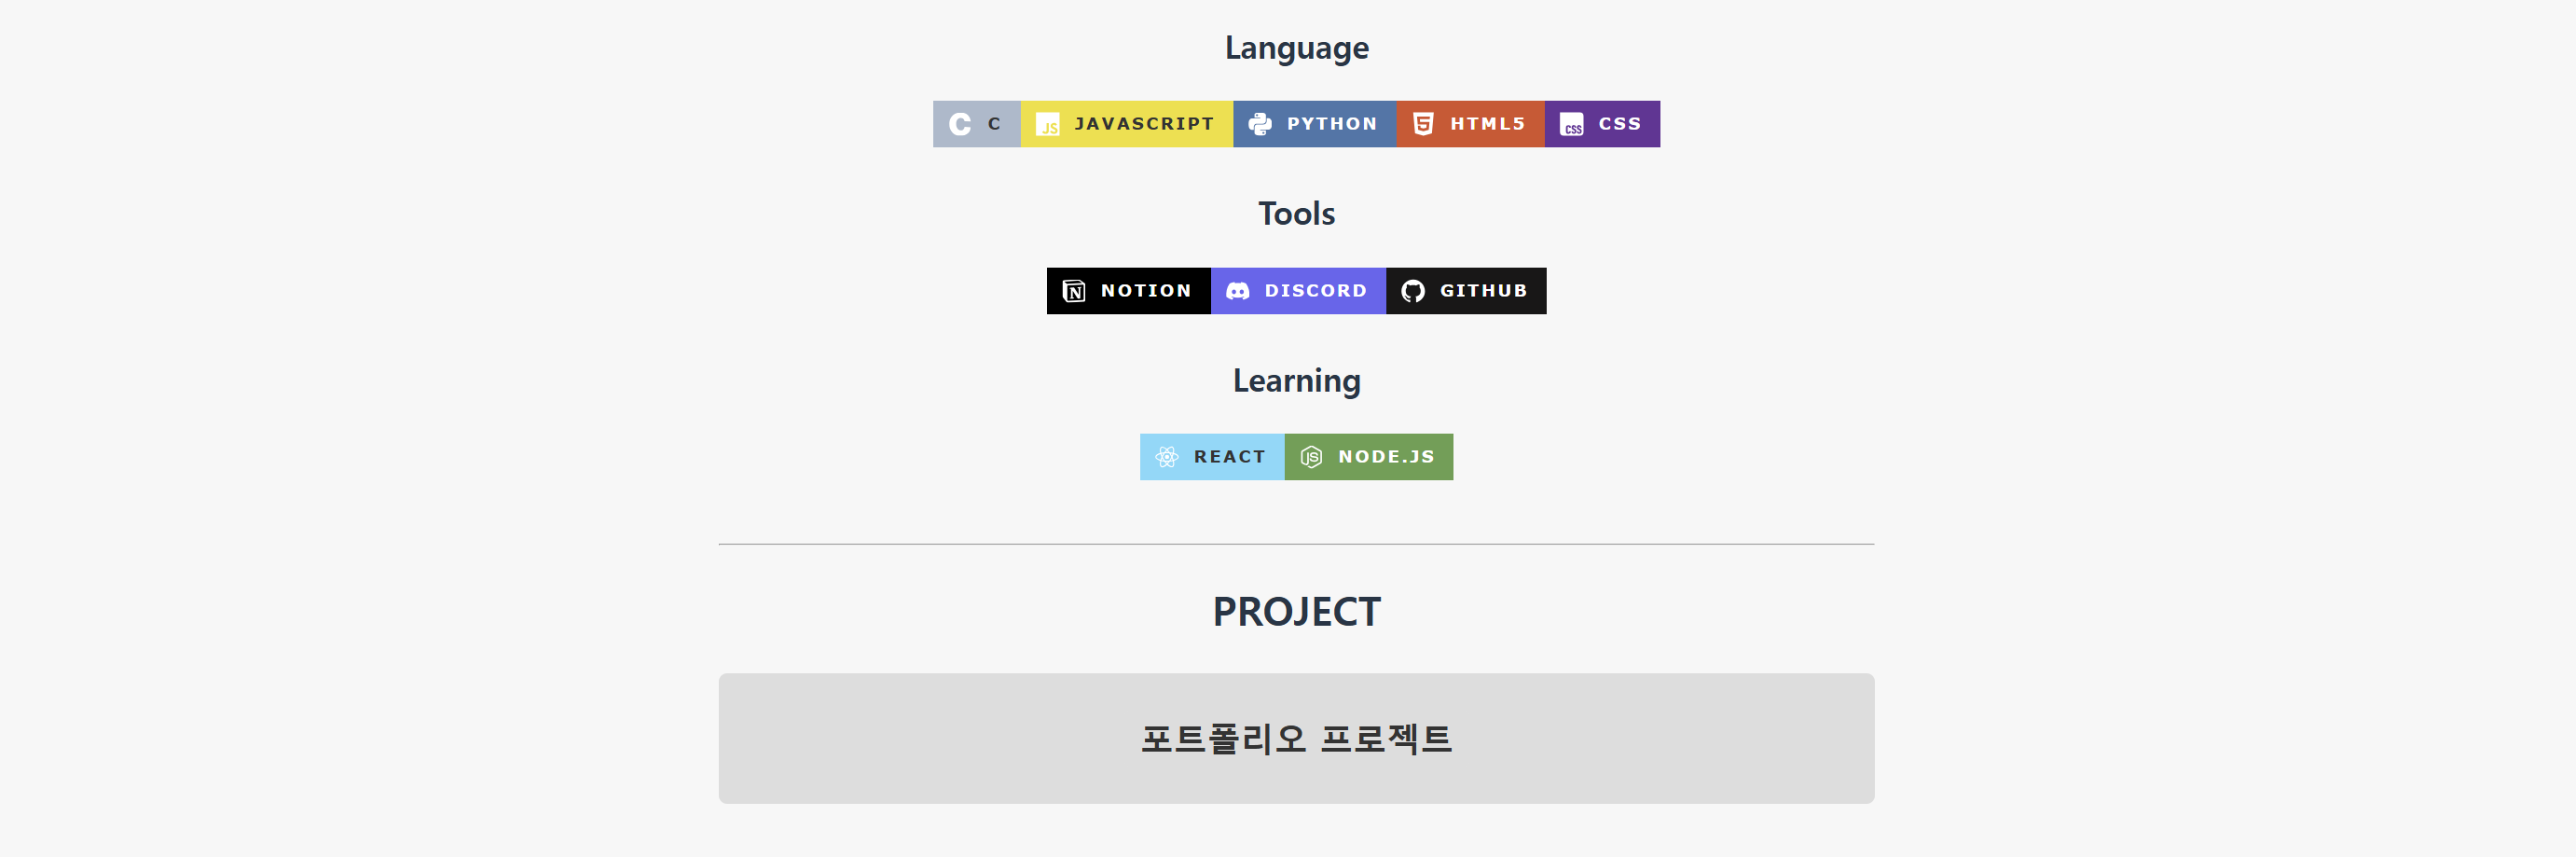 Language
C JAVASCRIPT PYTHON HTML5 CSS
Tools
NOTION DISCORD GITHUB
Learning
REACT NODE.JS
PROJECT
포트폴리오 프로젝트